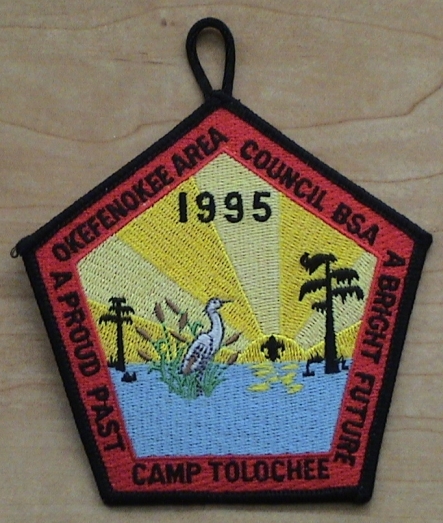 OKEFENOKEE AREA COUNCIL BSA
1995
A PROUD PAST
A BRIGHT FUTURE
CAMP TOLOCHEE